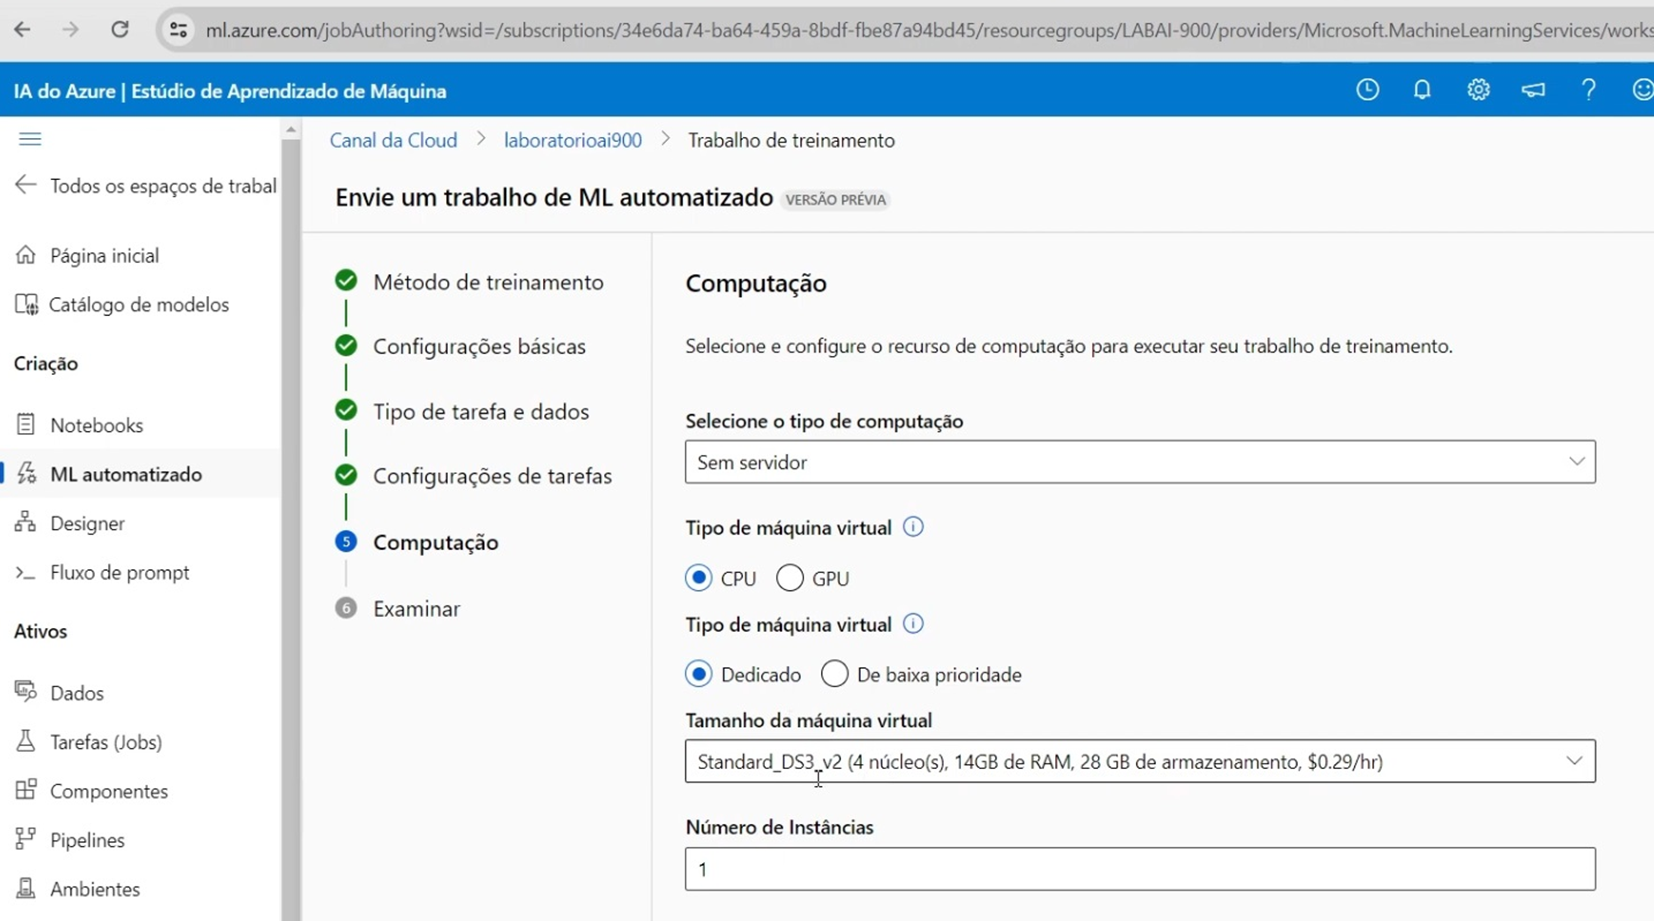 ml.azure.com/jobAuthoring?wsid=/subscriptions/34e6da74-ba64-459a-8bdf-fbe87a94bd45/resourcegroups/LABAI-900/providers/Microsoft.MachineLearningServices/works
IA do Azure | Estúdio de Aprendizado de Máquina
Todos os espaços de trabal
Página inicial
Catálogo de modelos
Criação
Notebooks
ML automatizado
Designer
Fluxo de prompt
Ativos
Dados
Tarefas (Jobs)
Componentes
Pipelines
Ambientes
Canal da Cloud > laboratorioai900 > Trabalho de treinamento
Envie um trabalho de ML automatizado VERSÃO PRÉVIA
Método de treinamento
Configurações básicas
Tipo de tarefa e dados
Configurações de tarefas
5 Computação
6 Examinar
Computação
Selecione e configure o recurso de computação para executar seu trabalho de treinamento.
Selecione o tipo de computação
Sem servidor
Tipo de máquina virtual
CPU GPU
Tipo de máquina virtual
Dedicado De baixa prioridade
Tamanho da máquina virtual
Standard_DS3_v2 (4 núcleo(s), 14GB de RAM, 28 GB de armazenamento, $0.29/hr)
Número de Instâncias
1